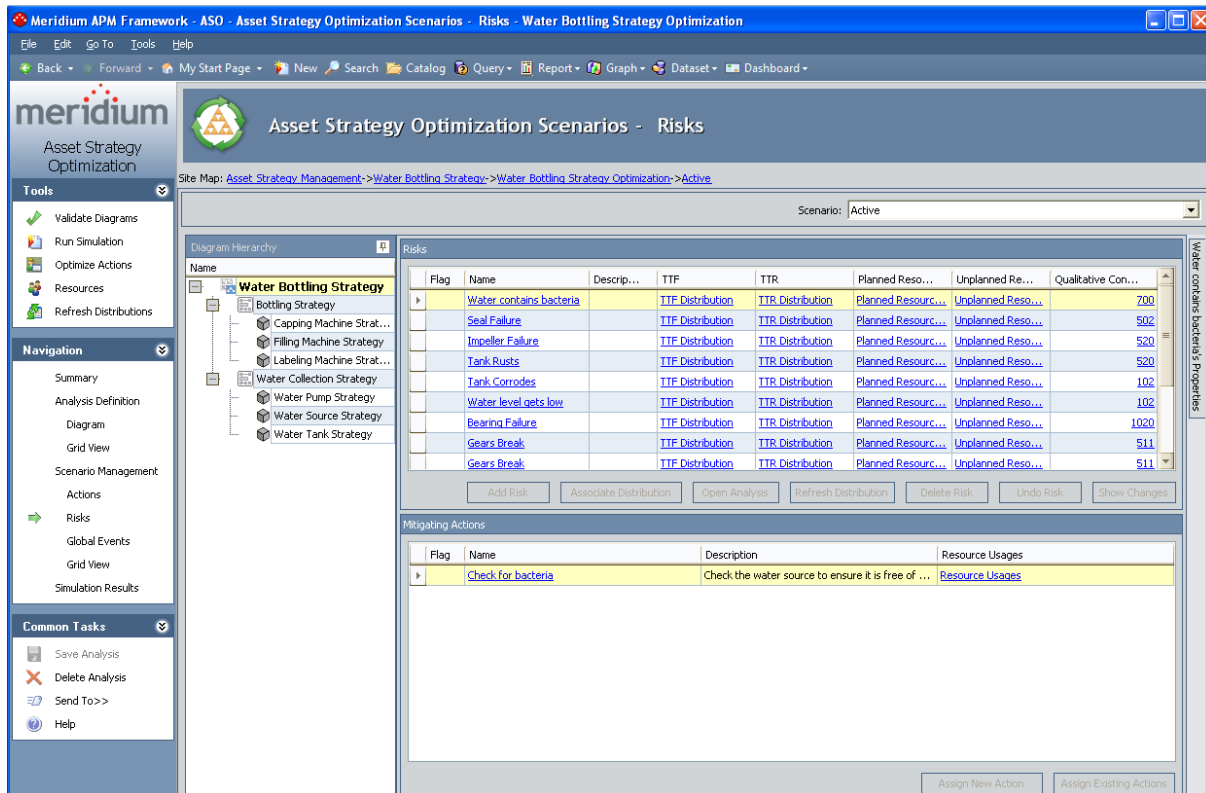 Meridium APM Framework - ASO - Asset Strategy Optimization Scenarios - Risks - Water Bottling Strategy Optimization
File Edit Go To Tools Help
Back Forward My Start Page New Search Catalog Query Report Graph Dataset Dashboard
meridium
Asset Strategy
Optimization
Asset Strategy Optimization Scenarios - Risks
Site Map: Asset Strategy Management->Water Bottling Strategy->Water Bottling Strategy Optimization->Active
Scenario: Active
Tools
Validate Diagrams
Run Simulation
Optimize Actions
Resources
Refresh Distributions
Navigation
Summary
Analysis Definition
Diagram
Grid View
Scenario Management
Actions
Risks
Global Events
Grid View
Simulation Results
Common Tasks
Save Analysis
Delete Analysis
Send To>>
Help
Diagram Hierarchy
Name
Water Bottling Strategy
Bottling Strategy
Capping Machine Strat...
Filling Machine Strategy
Labeling Machine Strat...
Water Collection Strategy
Water Pump Strategy
Water Source Strategy
Water Tank Strategy
Risks
Flag Name Descrip... TTF TTR Planned Reso... Unplanned Re... Qualitative Con...
Water contains bacteria TTF Distribution TTR Distribution Planned Resourc... Unplanned Reso... 700
Seal Failure TTF Distribution TTR Distribution Planned Resourc... Unplanned Reso... 502
Impeller Failure TTF Distribution TTR Distribution Planned Resourc... Unplanned Reso... 520
Tank Rusts TTF Distribution TTR Distribution Planned Resourc... Unplanned Reso... 520
Tank Corrodes TTF Distribution TTR Distribution Planned Resourc... Unplanned Reso... 102
Water level gets low TTF Distribution TTR Distribution Planned Resourc... Unplanned Reso... 102
Bearing Failure TTF Distribution TTR Distribution Planned Resourc... Unplanned Reso... 1020
Gears Break TTF Distribution TTR Distribution Planned Resourc... Unplanned Reso... 511
Gears Break TTF Distribution TTR Distribution Planned Resourc... Unplanned Reso... 511
Add Risk Associate Distribution Open Analysis Refresh Distribution Delete Risk Undo Risk Show Changes
Mitigating Actions
Flag Name Description Resource Usages
Check for bacteria Check the water source to ensure it is free of ... Resource Usages
Assign New Action Assign Existing Actions
Water contains bacteria's Properties